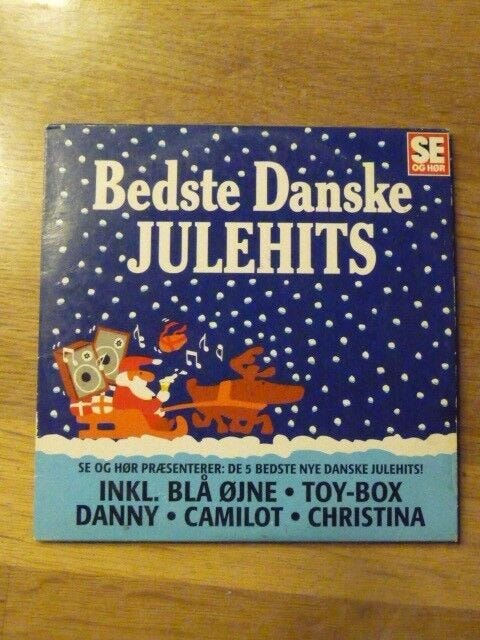 SE
OG HØR
Bedste Danske
JULEHITS
SE OG HØR PRÆSENTERER: DE 5 BEDSTE NYE DANSKE JULEHITS!
INKL. BLÅ ØJNE • TOY-BOX
DANNY • CAMILOT • CHRISTINA